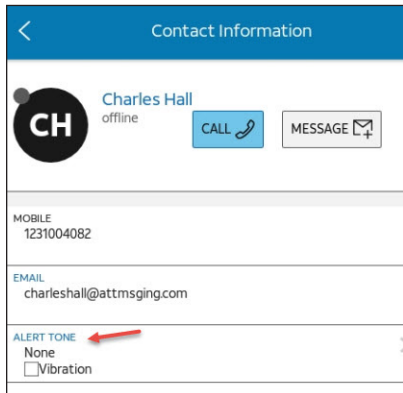 Contact Information
CH
Charles Hall
offline
CALL
MESSAGE
MOBILE
1231004082
EMAIL
charleshall@attmsging.com
ALERT TONE
None
Vibration